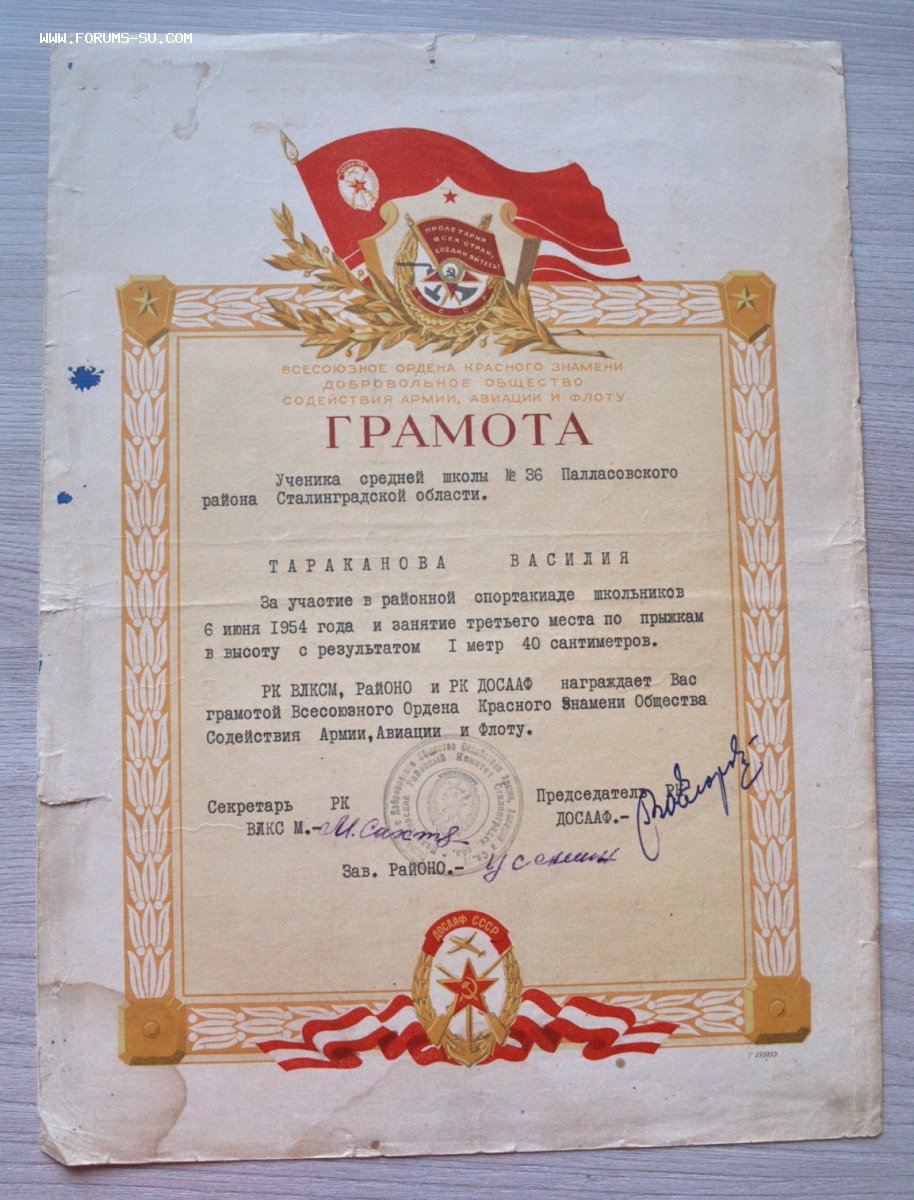 WWW.FORUMS-SU.COM
ПРОЛЕТАРИИ
ВСЕХ СТРАН,
СОЕДИНЯЙТЕСЬ!
СССР
ВСЕСОЮЗНОЕ ОРДЕНА КРАСНОГО ЗНАМЕНИ
ДОБРОВОЛЬНОЕ ОБЩЕСТВО
СОДЕЙСТВИЯ АРМИИ, АВИАЦИИ И ФЛОТУ
ГРАМОТА
Ученика средней школы № 36 Палласовского
района Сталинградской области.
ТАРАКАНОВА ВАСИЛИЯ
За участие в районной спортакиаде школьников
6 июня 1954 года и занятие третьего места по прыжкам
в высоту с результатом I метр 40 сантиметров.
РК ВЛКСМ, РайОНО и РК ДОСААФ награждает Вас
грамотой Всесоюзного Ордена Красного Знамени Общества
Содействия Армии, Авиации и Флоту.
Секретарь РК
ВЛКС М.-
Председатель РК
ДОСААФ.-
Зав. РайОНО.-
ДОСААФ СССР